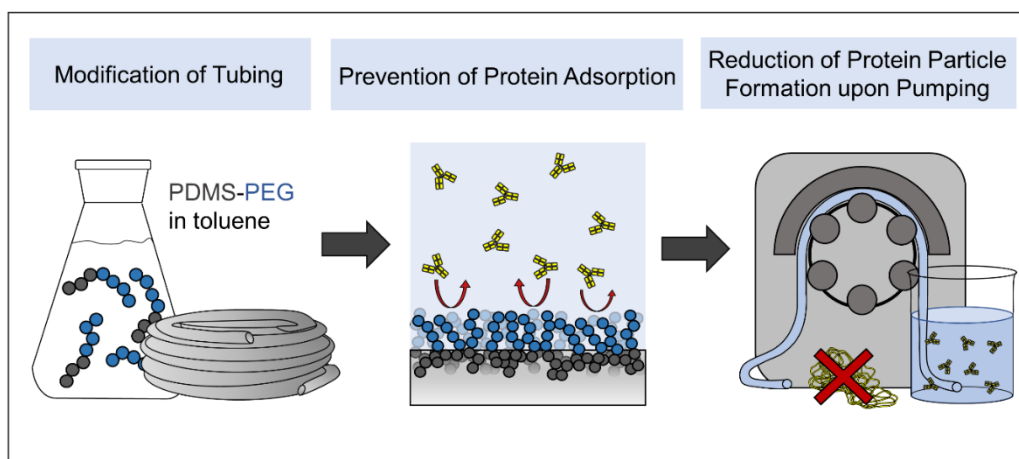 Modification of Tubing
Prevention of Protein Adsorption
Reduction of Protein Particle
Formation upon Pumping
PDMS-PEG
in toluene